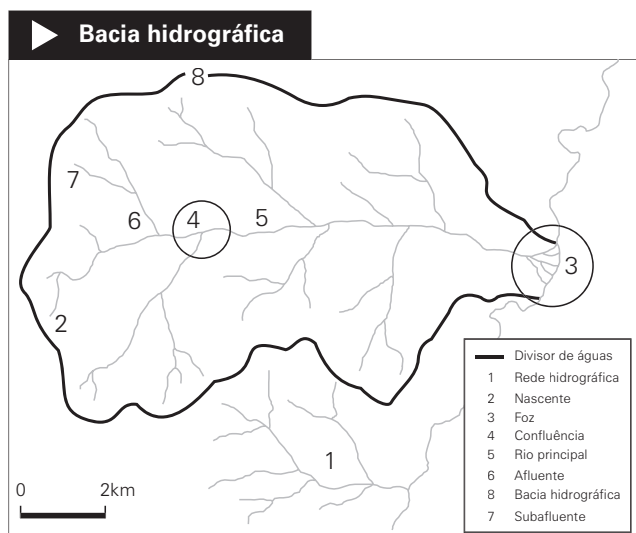 Bacia hidrográfica
8
7
6
4
5
3
2
1
0 2km
Divisor de águas
1 Rede hidrográfica
2 Nascente
3 Foz
4 Confluência
5 Rio principal
6 Afluente
8 Bacia hidrográfica
7 Subafluente